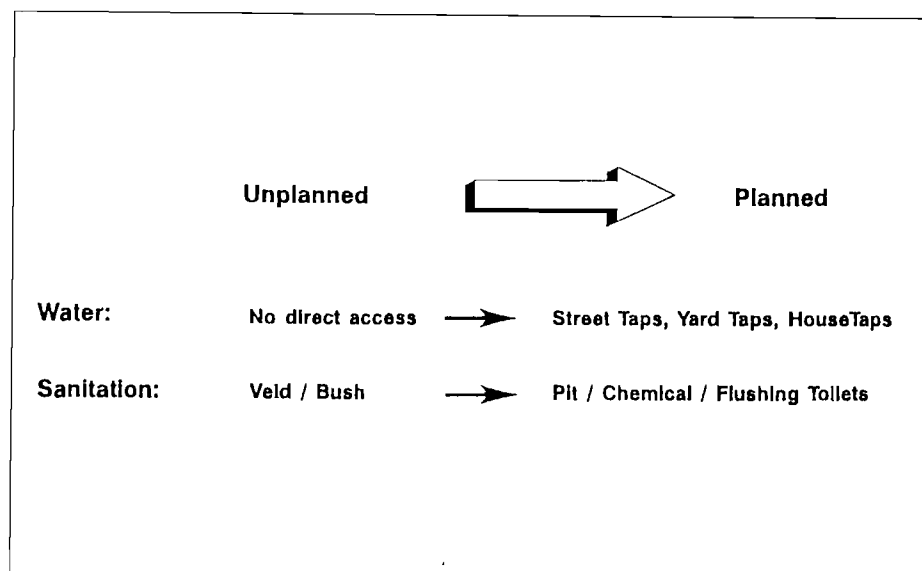 Unplanned Planned
Water: No direct access Street Taps, Yard Taps, HouseTaps
Sanitation: Veld / Bush Pit / Chemical / Flushing Toilets